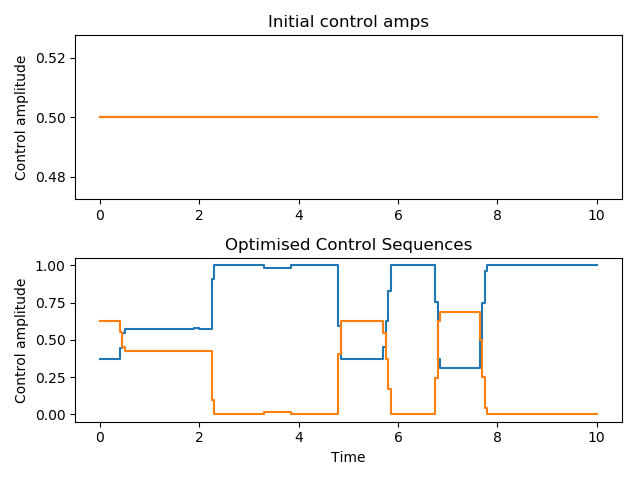 Initial control amps
Control amplitude
0.52
0.50
0.48
0 2 4 6 8 10
Optimised Control Sequences
Control amplitude
1.00
0.75
0.50
0.25
0.00
0 2 4 6 8 10
Time